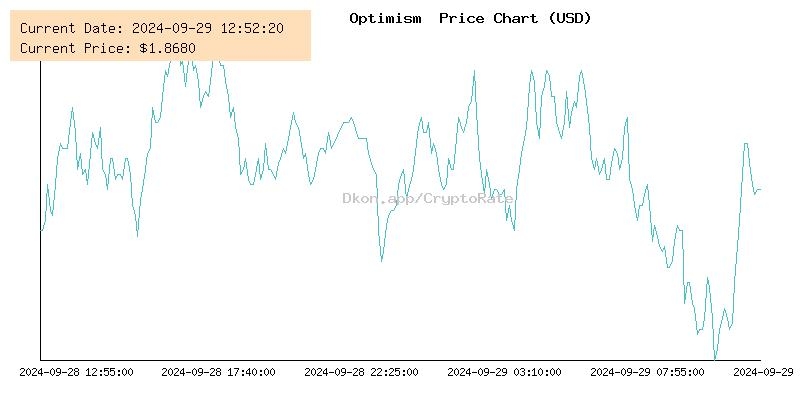 Optimism  Price Chart (USD)
Current Date: 2024-09-29 12:52:20
Current Price: $1.8680
Dkon.app/CryptoRate
2024-09-28 12:55:00 2024-09-28 17:40:00 2024-09-28 22:25:00 2024-09-29 03:10:00 2024-09-29 07:55:00 2024-09-29